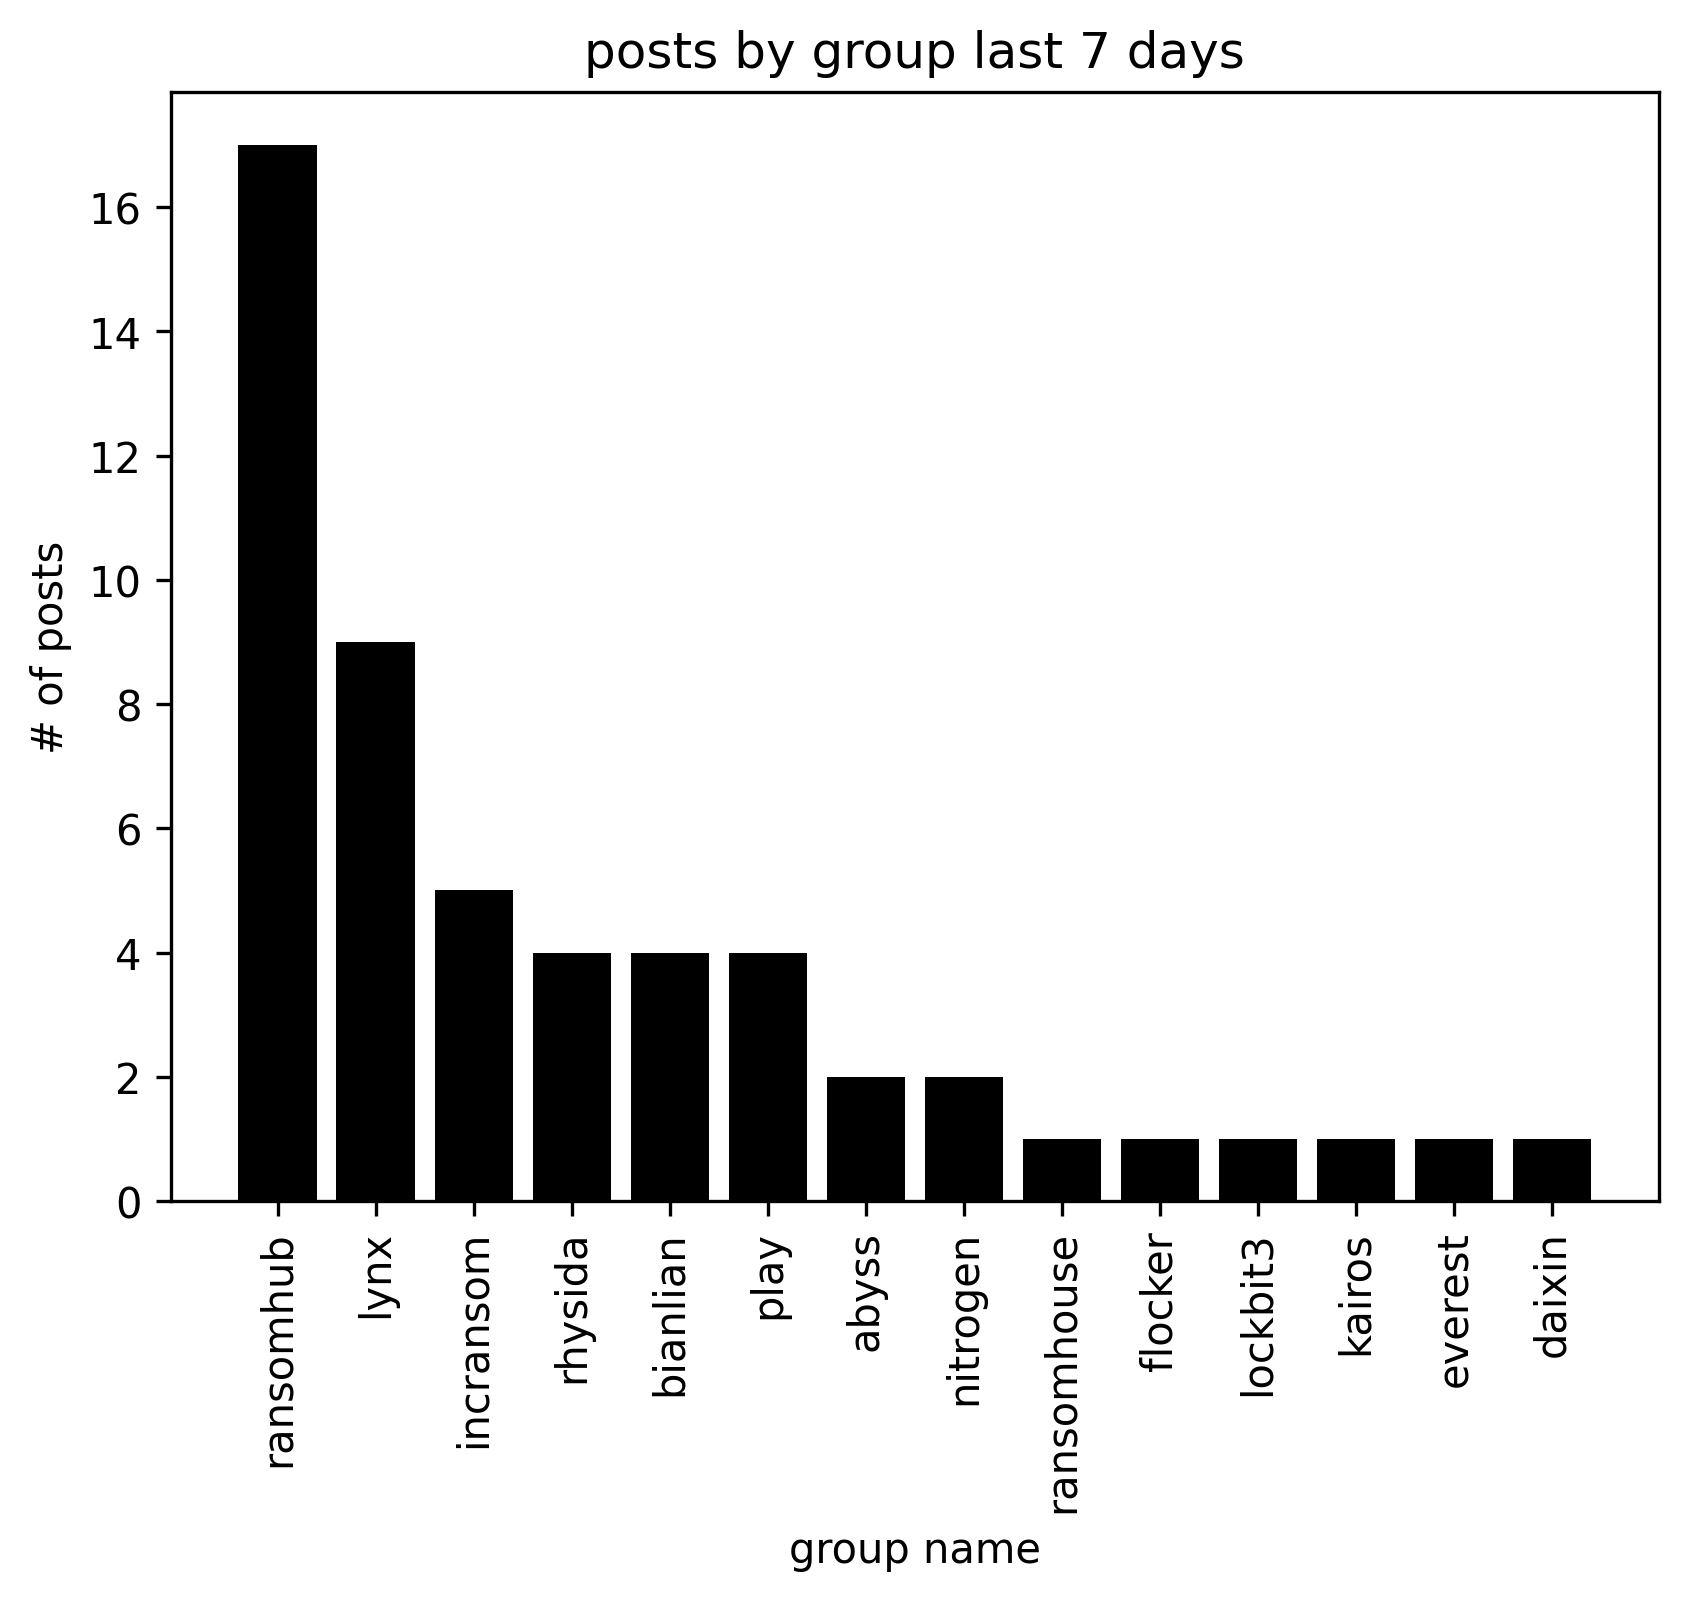 posts by group last 7 days
# of posts
16
14
12
10
8
6
4
2
0
ransomhub
lynx
incransom
rhysida
bianlian
play
abyss
nitrogen
ransomhouse
flocker
lockbit3
kairos
everest
daixin
group name